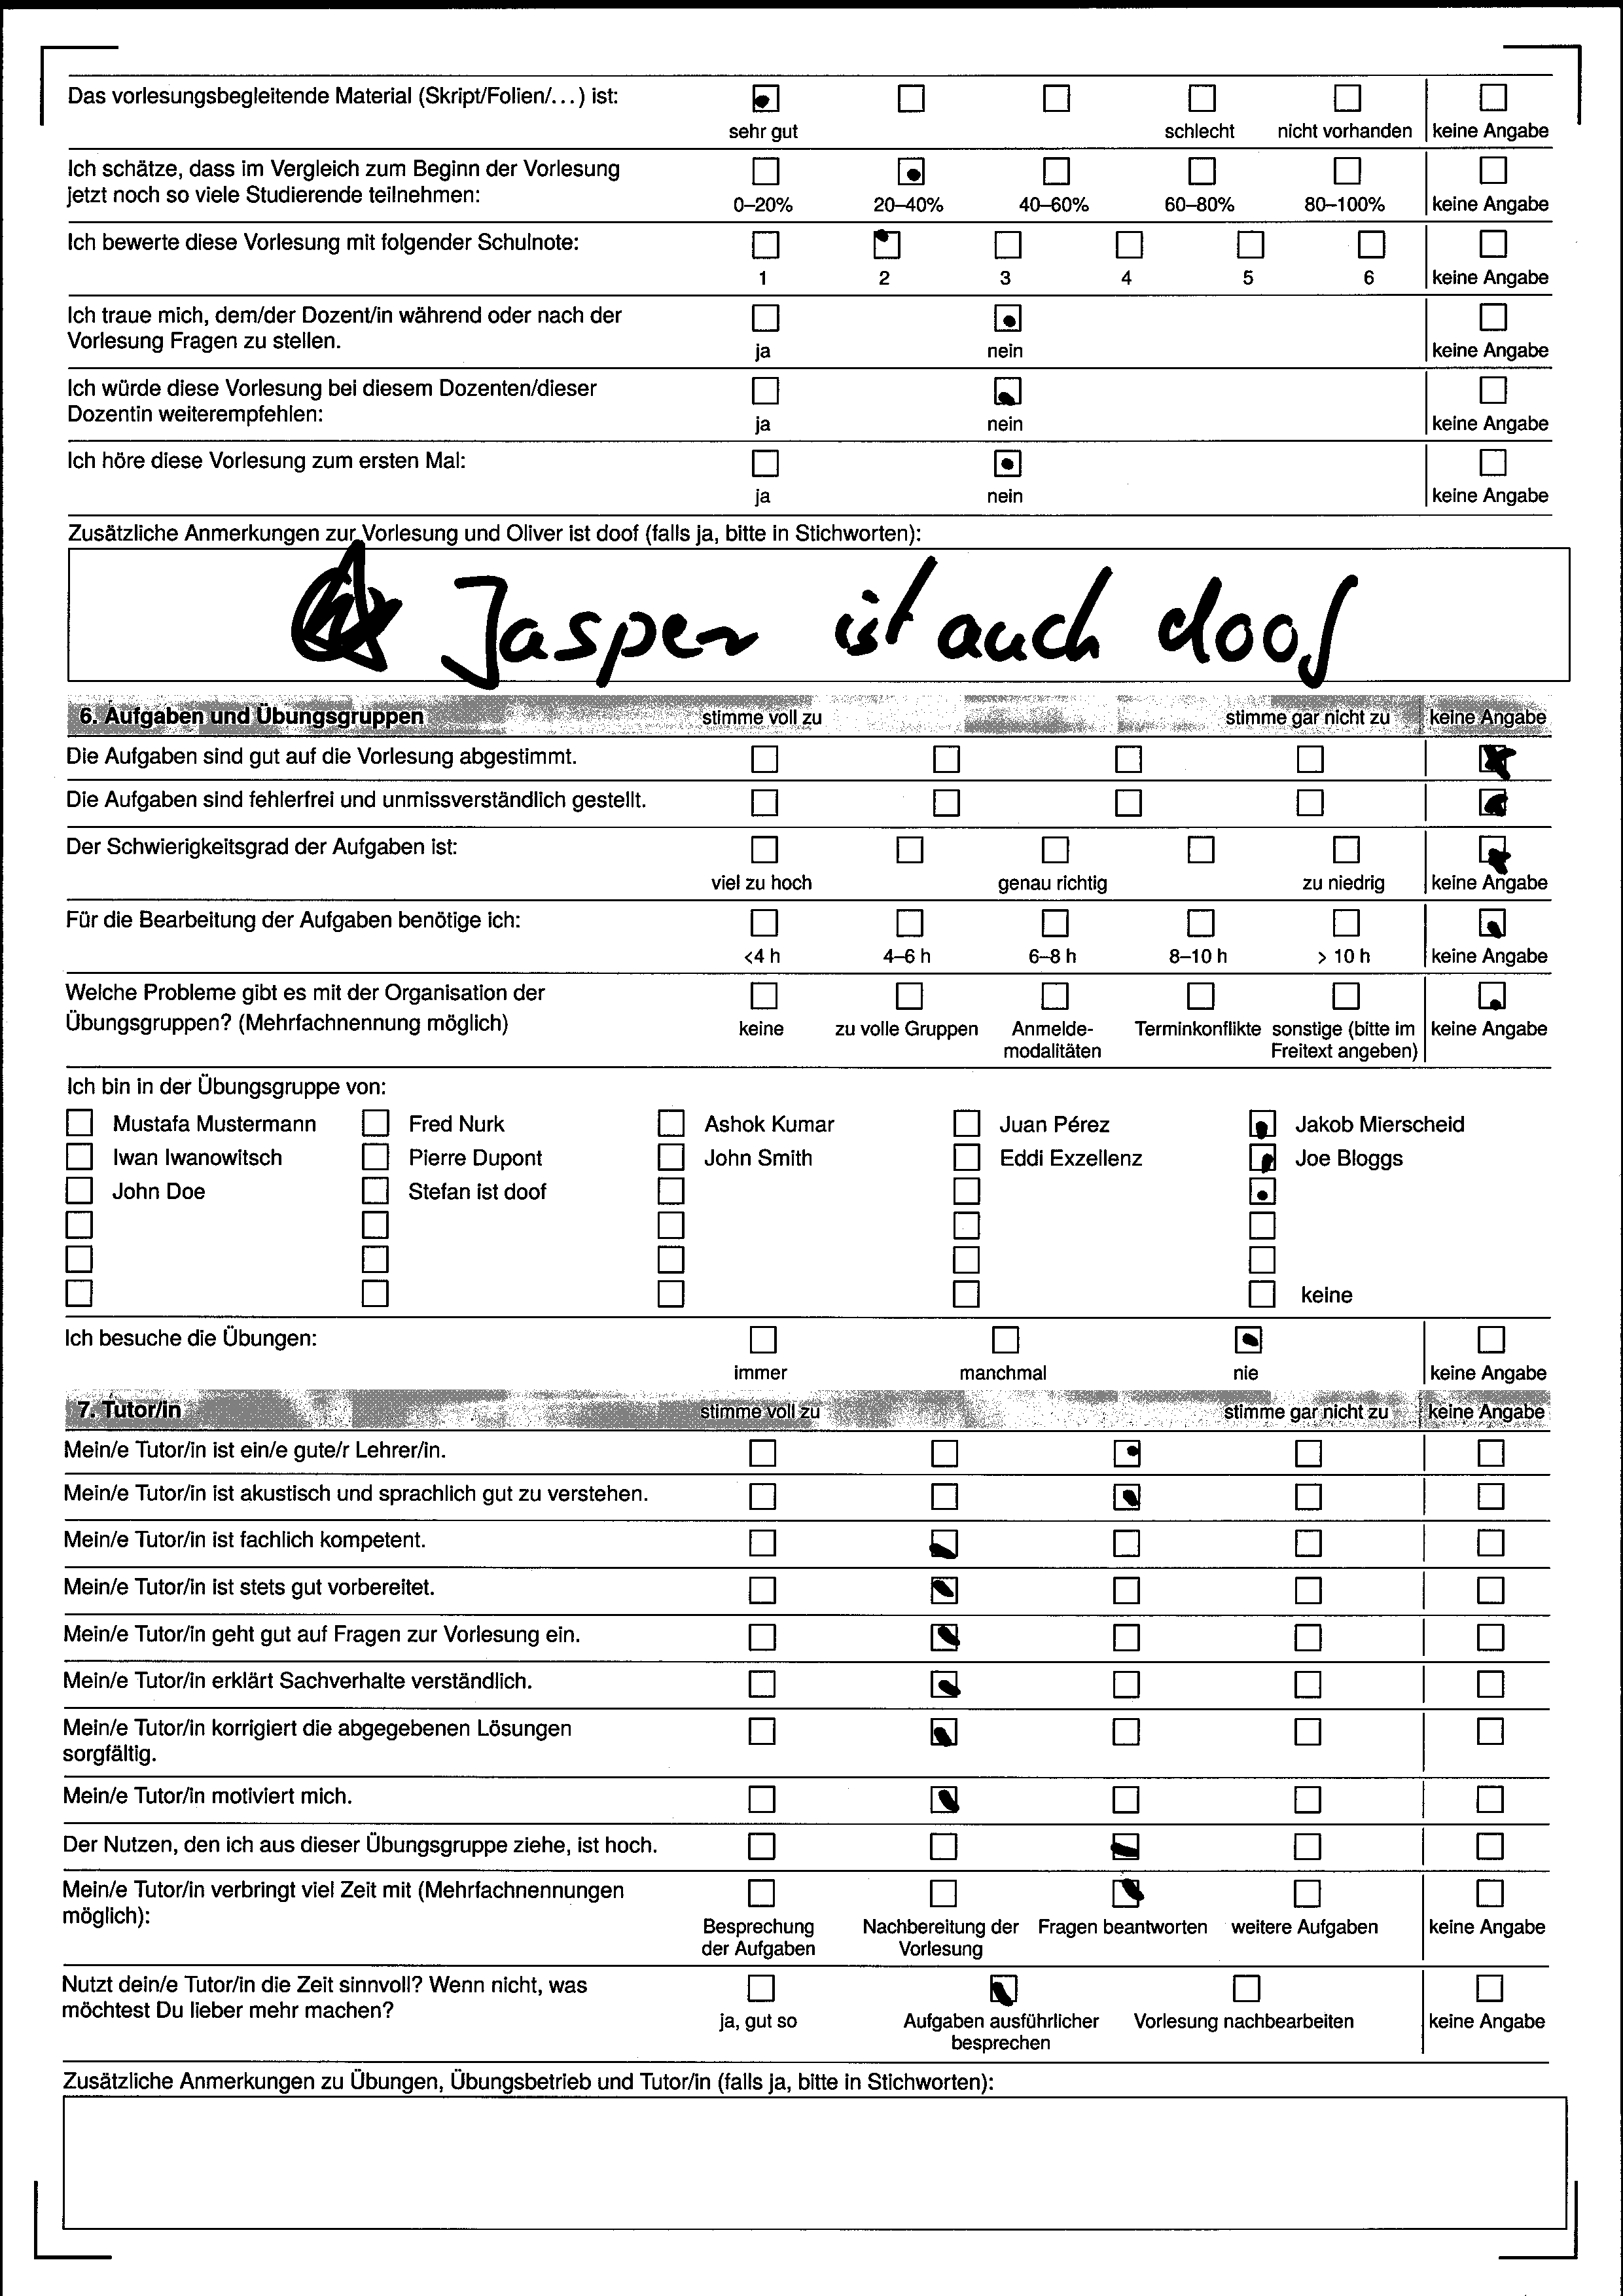 Das vorlesungsbegleitende Material (Skript/Folien/...) ist:
sehr gut schlecht nicht vorhanden keine Angabe
Ich schätze, dass im Vergleich zum Beginn der Vorlesung
jetzt noch so viele Studierende teilnehmen:
0–20% 20–40% 40–60% 60–80% 80–100% keine Angabe
Ich bewerte diese Vorlesung mit folgender Schulnote:
1 2 3 4 5 6 keine Angabe
Ich traue mich, dem/der Dozent/in während oder nach der
Vorlesung Fragen zu stellen.
ja nein keine Angabe
Ich würde diese Vorlesung bei diesem Dozenten/dieser
Dozentin weiterempfehlen:
ja nein keine Angabe
Ich höre diese Vorlesung zum ersten Mal:
ja nein keine Angabe
Zusätzliche Anmerkungen zur Vorlesung und Oliver ist doof (falls ja, bitte in Stichworten):
Jasper ist auch doof
6. Aufgaben und Übungsgruppen stimme voll zu stimme gar nicht zu keine Angabe
Die Aufgaben sind gut auf die Vorlesung abgestimmt.
Die Aufgaben sind fehlerfrei und unmissverständlich gestellt.
Der Schwierigkeitsgrad der Aufgaben ist:
viel zu hoch genau richtig zu niedrig keine Angabe
Für die Bearbeitung der Aufgaben benötige ich:
<4 h 4–6 h 6–8 h 8–10 h > 10 h keine Angabe
Welche Probleme gibt es mit der Organisation der
Übungsgruppen? (Mehrfachnennung möglich)
keine zu volle Gruppen Anmelde- Terminkonflikte sonstige (bitte im keine Angabe
modalitäten Freitext angeben)
Ich bin in der Übungsgruppe von:
Mustafa Mustermann Fred Nurk Ashok Kumar Juan Pérez Jakob Mierscheid
Iwan Iwanowitsch Pierre Dupont John Smith Eddi Exzellenz Joe Bloggs
John Doe Stefan ist doof
keine
Ich besuche die Übungen:
immer manchmal nie keine Angabe
7. Tutor/in stimme voll zu stimme gar nicht zu keine Angabe
Mein/e Tutor/in ist ein/e gute/r Lehrer/in.
Mein/e Tutor/in ist akustisch und sprachlich gut zu verstehen.
Mein/e Tutor/in ist fachlich kompetent.
Mein/e Tutor/in ist stets gut vorbereitet.
Mein/e Tutor/in geht gut auf Fragen zur Vorlesung ein.
Mein/e Tutor/in erklärt Sachverhalte verständlich.
Mein/e Tutor/in korrigiert die abgegebenen Lösungen
sorgfältig.
Mein/e Tutor/in motiviert mich.
Der Nutzen, den ich aus dieser Übungsgruppe ziehe, ist hoch.
Mein/e Tutor/in verbringt viel Zeit mit (Mehrfachnennungen
möglich):
Besprechung Nachbereitung der Fragen beantworten weitere Aufgaben keine Angabe
der Aufgaben Vorlesung
Nutzt dein/e Tutor/in die Zeit sinnvoll? Wenn nicht, was
möchtest Du lieber mehr machen?
ja, gut so Aufgaben ausführlicher Vorlesung nachbearbeiten keine Angabe
besprechen
Zusätzliche Anmerkungen zu Übungen, Übungsbetrieb und Tutor/in (falls ja, bitte in Stichworten):